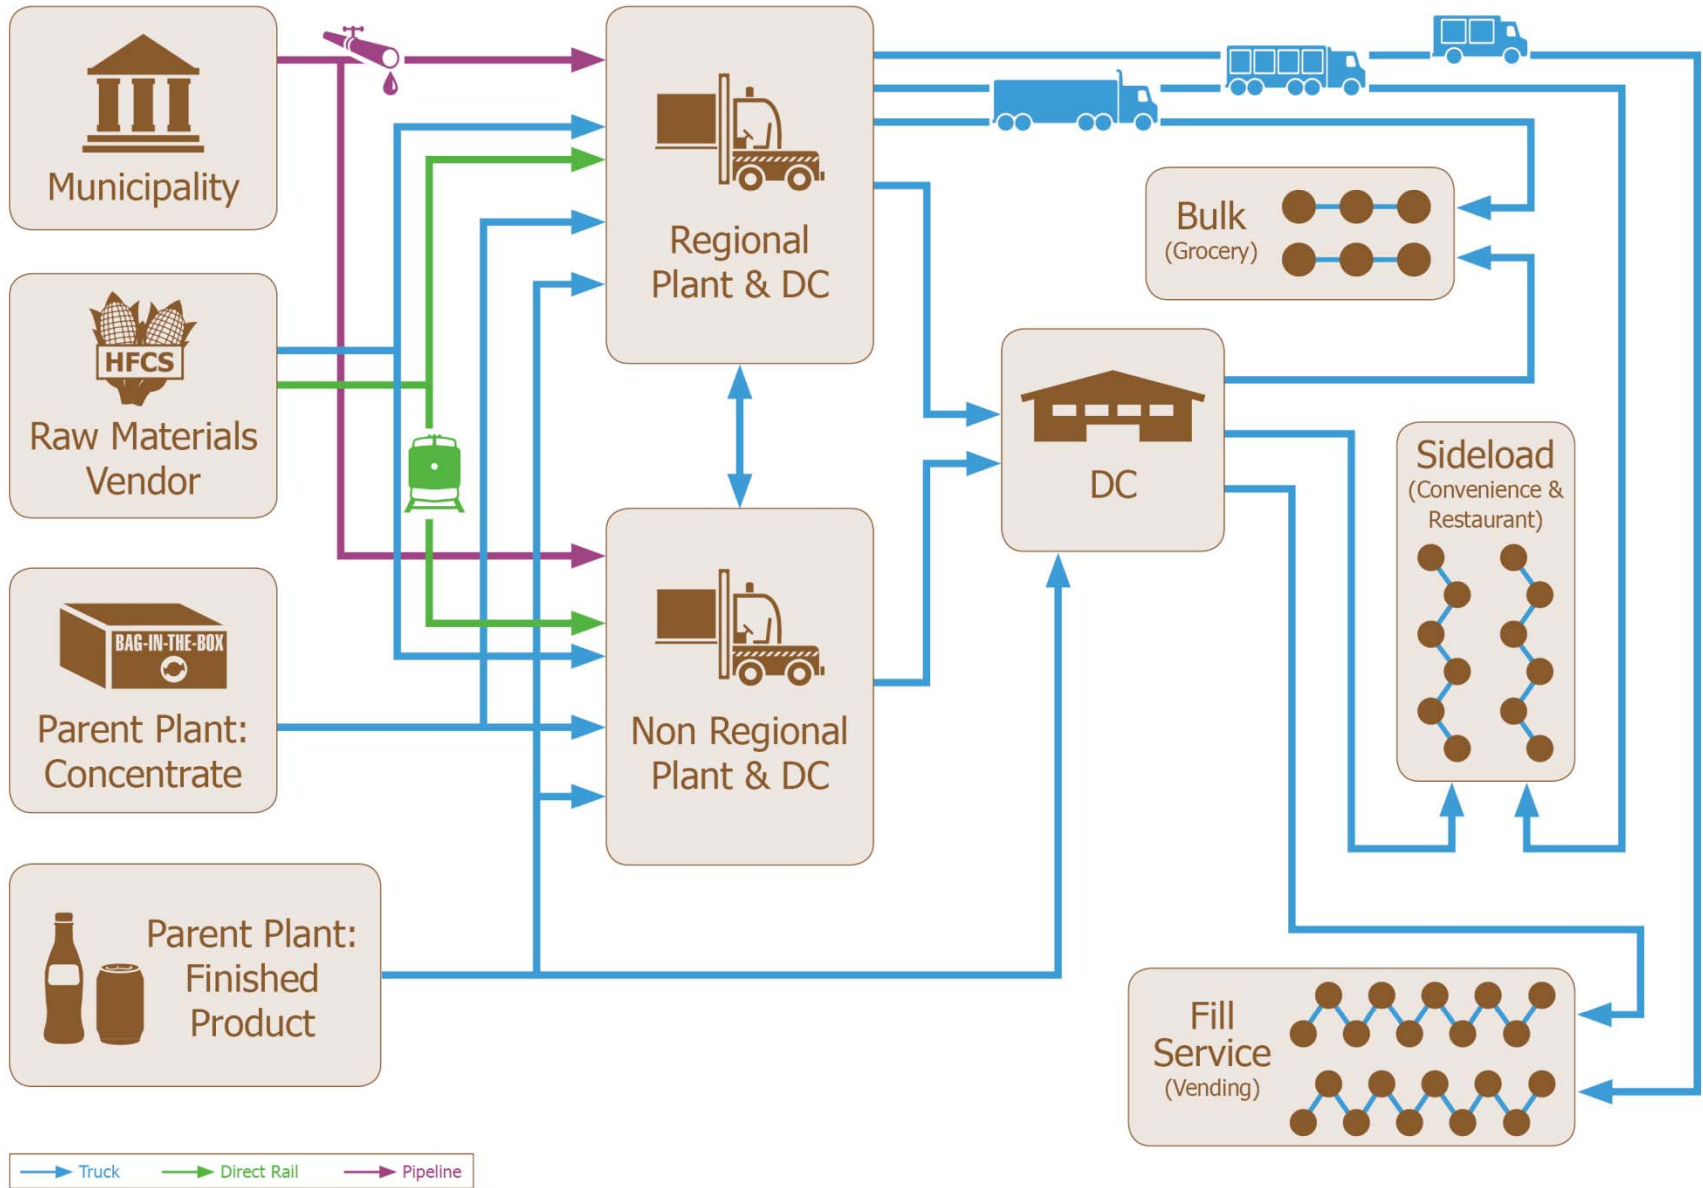 Municipality
HFCS
Raw Materials
Vendor
BAG-IN-THE-BOX
Parent Plant:
Concentrate
Parent Plant:
Finished
Product
Regional
Plant & DC
Non Regional
Plant & DC
DC
Bulk
(Grocery)
Sideload
(Convenience &
Restaurant)
Fill
Service
(Vending)
Truck
Direct Rail
Pipeline